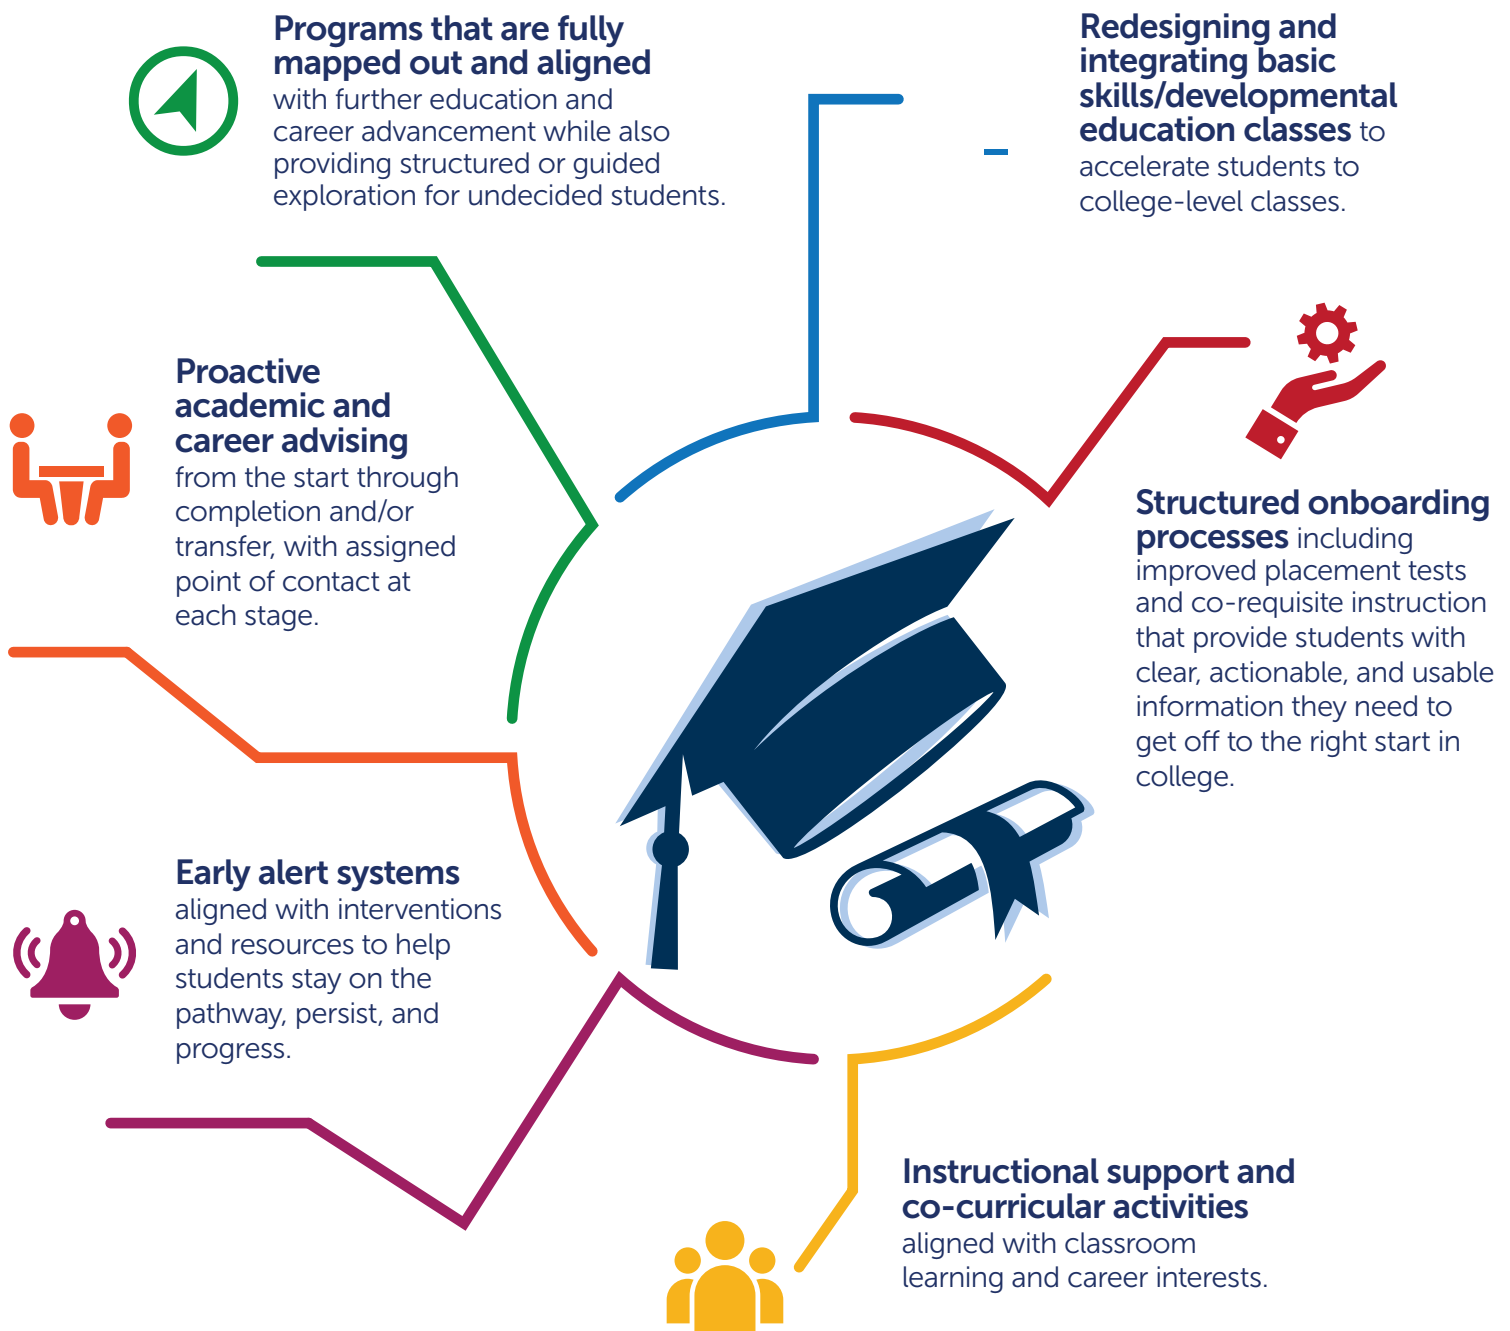 Programs that are fully
mapped out and aligned
with further education and
career advancement while also
providing structured or guided
exploration for undecided students.
Redesigning and
integrating basic
skills/developmental
education classes to
accelerate students to
college-level classes.
Proactive
academic and
career advising
from the start through
completion and/or
transfer, with assigned
point of contact at
each stage.
Structured onboarding
processes including
improved placement tests
and co-requisite instruction
that provide students with
clear, actionable, and usable
information they need to
get off to the right start in
college.
Early alert systems
aligned with interventions
and resources to help
students stay on the
pathway, persist, and
progress.
Instructional support and
co-curricular activities
aligned with classroom
learning and career interests.